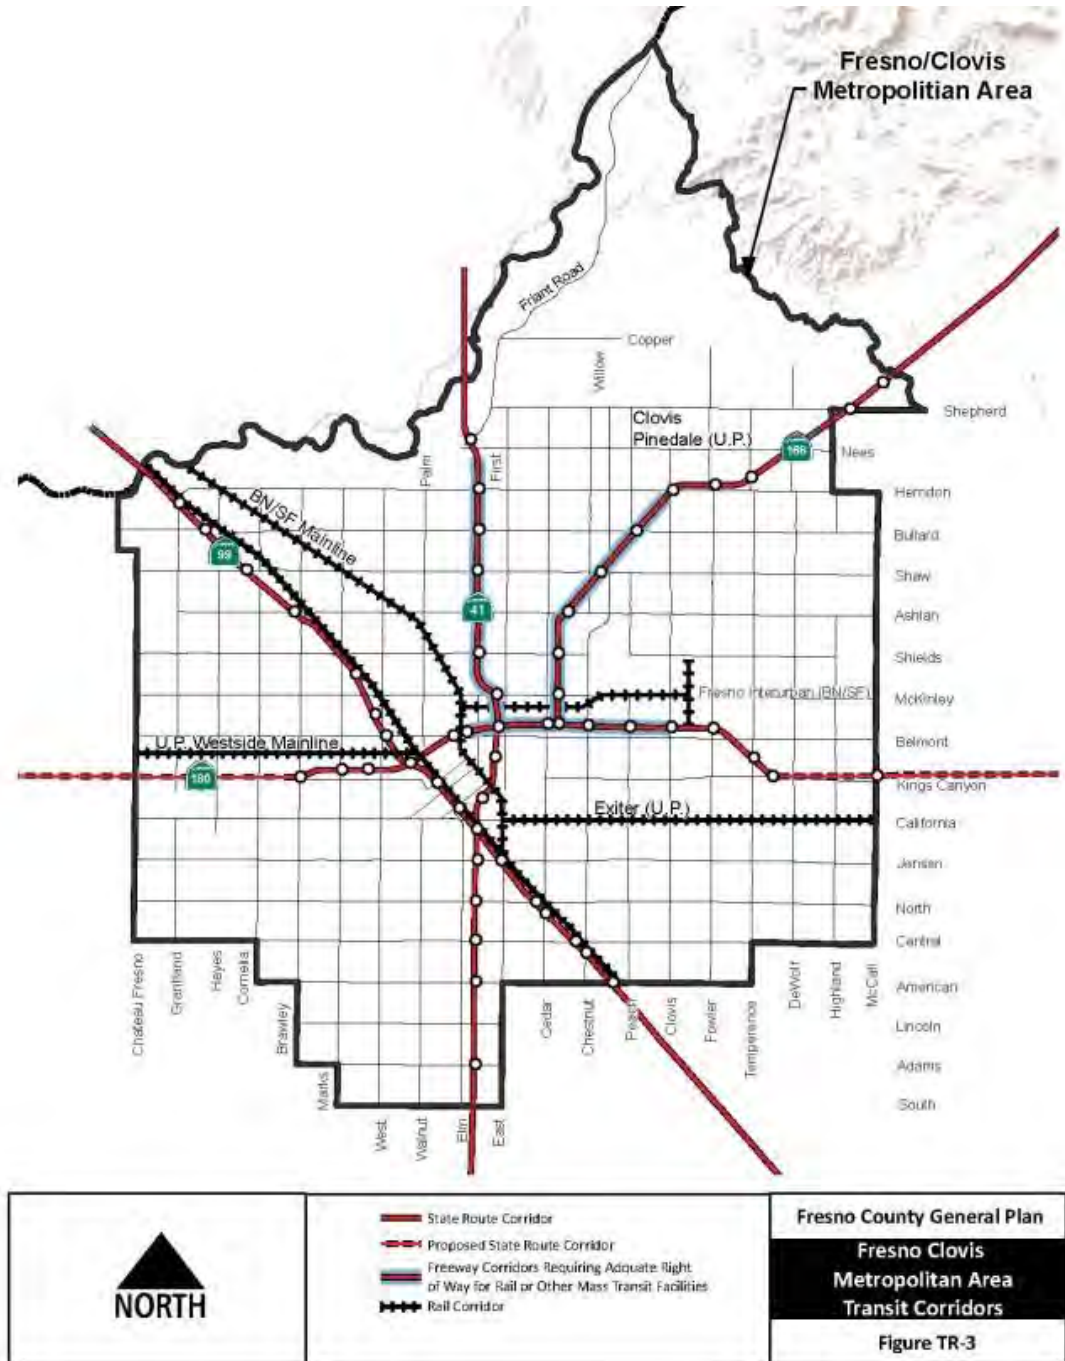 Fresno/Clovis
Metropolitian Area
Friant Road
Copper
Willow
Clovis
Pinedale (U.P.)
Shepherd
168
Nees
Palm
First
Herndon
BN/SF Mainline
Bullard
99
Shaw
41
Ashlan
Shields
Fresno Interurban (BN/SF)
McKinley
U.P. Westside Mainline
Belmont
180
Kings Canyon
Exiter (U.P.)
California
Jensen
North
Central
Chateau Fresno
Grantland
Hayes
Cornelia
Brawley
Marks
West
Walnut
Elm
East
Cedar
Chestnut
Peach
Clovis
Fowler
Temperence
DeWolf
Highland
McCall
American
Lincoln
Adams
South
NORTH
State Route Corridor
Proposed State Route Corridor
Freeway Corridors Requiring Adquate Right
of Way for Rail or Other Mass Transit Facilities
Rail Corridor
Fresno County General Plan
Fresno Clovis
Metropolitan Area
Transit Corridors
Figure TR-3